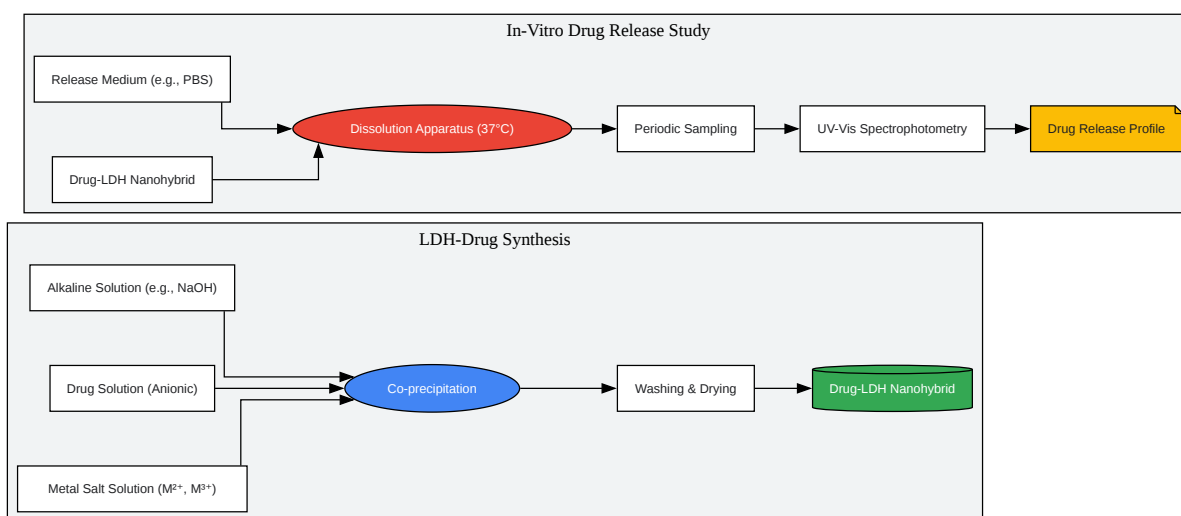 In-Vitro Drug Release Study
Release Medium (e.g., PBS)
Dissolution Apparatus (37°C)
Periodic Sampling
UV-Vis Spectrophotometry
Drug Release Profile
Drug-LDH Nanohybrid
LDH-Drug Synthesis
Alkaline Solution (e.g., NaOH)
Drug Solution (Anionic)
Co-precipitation
Washing & Drying
Drug-LDH Nanohybrid
Metal Salt Solution (M²⁺, M³⁺)